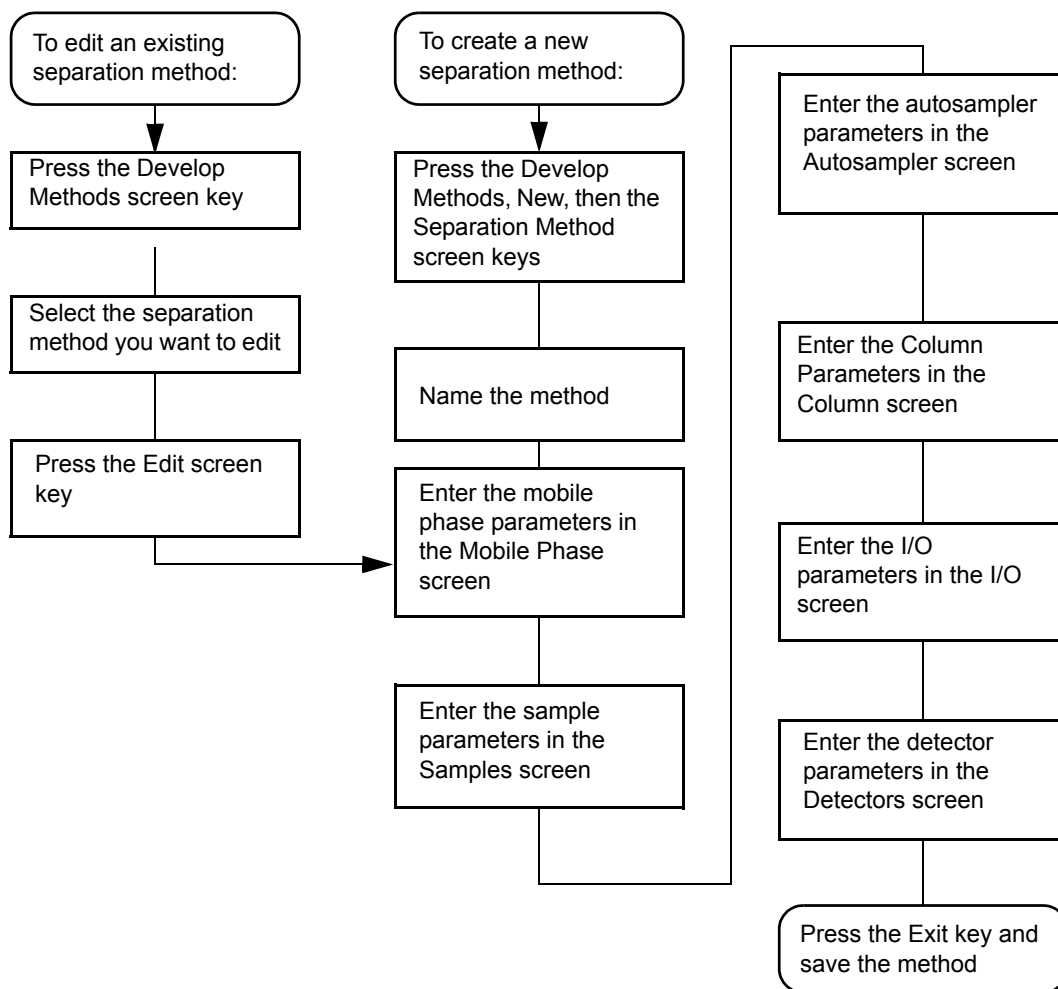 To edit an existing
separation method:
Press the Develop
Methods screen key
Select the separation
method you want to edit
Press the Edit screen
key
To create a new
separation method:
Press the Develop
Methods, New, then the
Separation Method
screen keys
Name the method
Enter the mobile
phase parameters in
the Mobile Phase
screen
Enter the sample
parameters in the
Samples screen
Enter the autosampler
parameters in the
Autosampler screen
Enter the Column
Parameters in the
Column screen
Enter the I/O
parameters in the I/O
screen
Enter the detector
parameters in the
Detectors screen
Press the Exit key and
save the method